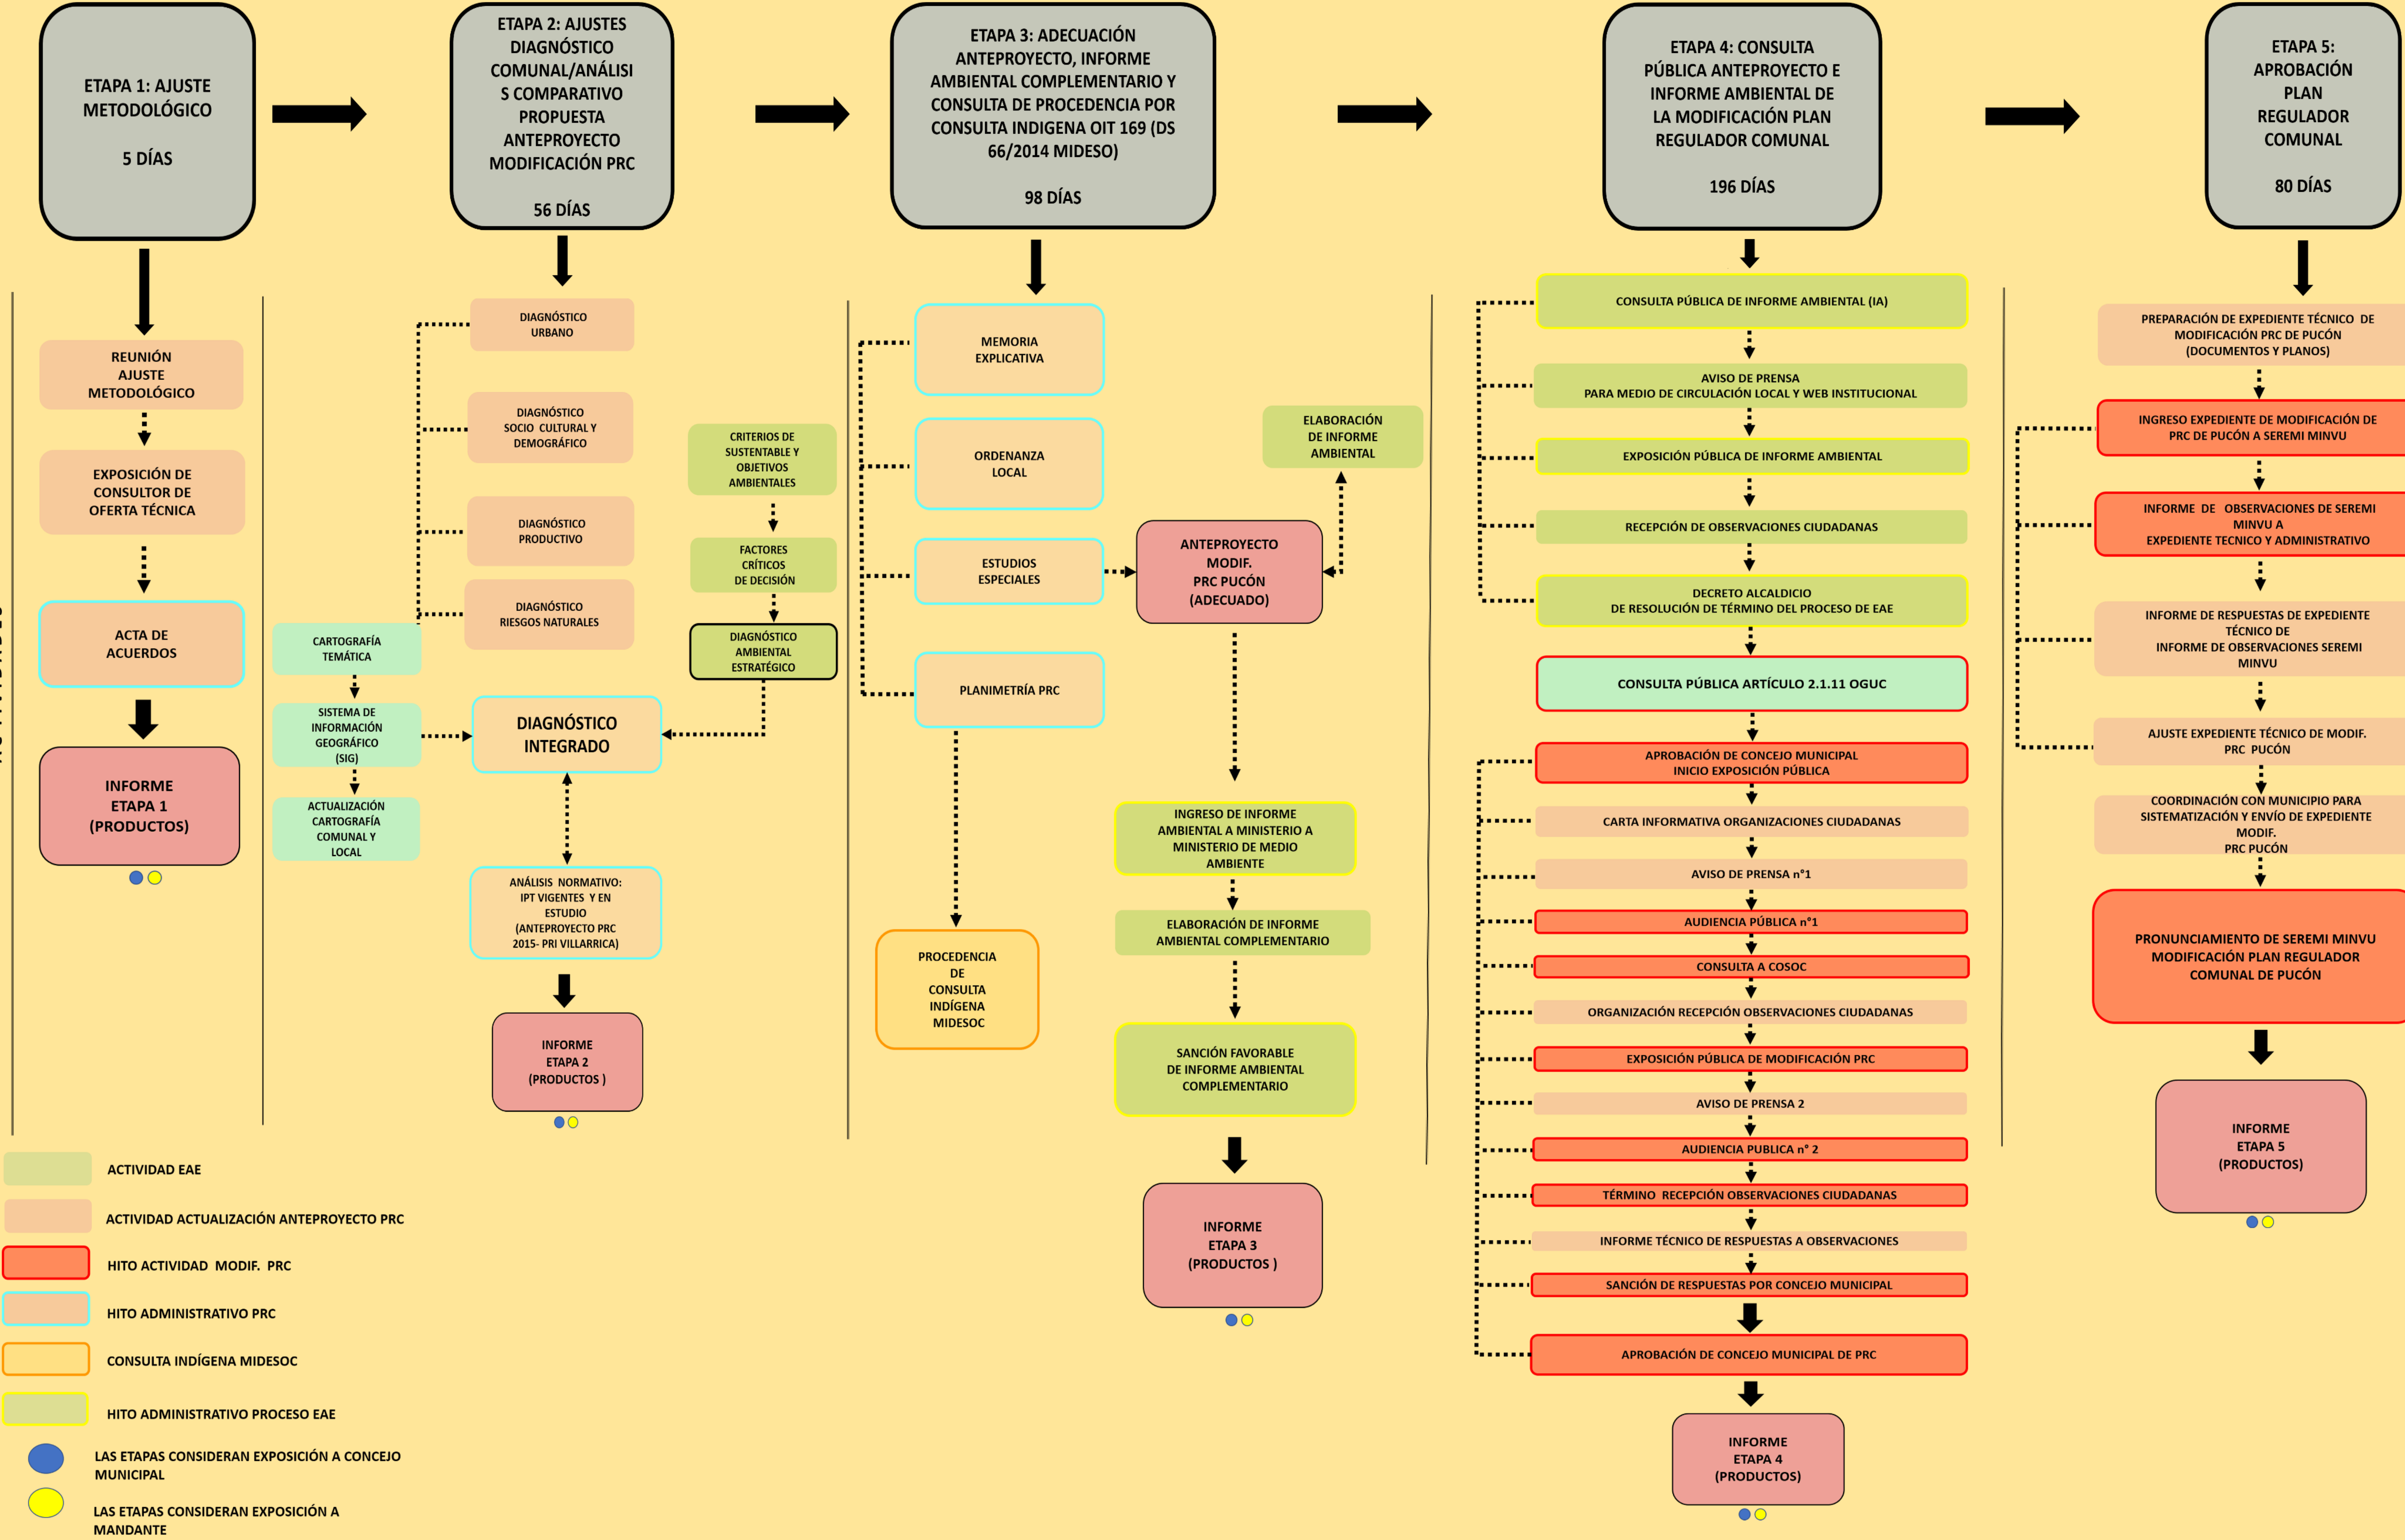 ETAPA 1: AJUSTE
METODOLÓGICO
5 DÍAS
ETAPA 2: AJUSTES
DIAGNÓSTICO
COMUNAL/ANÁLISI
S COMPARATIVO
PROPUESTA
ANTEPROYECTO
MODIFICACIÓN PRC
56 DÍAS
ETAPA 3: ADECUACIÓN
ANTEPROYECTO, INFORME
AMBIENTAL COMPLEMENTARIO Y
CONSULTA DE PROCEDENCIA POR
CONSULTA INDIGENA OIT 169 (DS
66/2014 MIDESO)
98 DÍAS
ETAPA 4: CONSULTA
PÚBLICA ANTEPROYECTO E
INFORME AMBIENTAL DE
LA MODIFICACIÓN PLAN
REGULADOR COMUNAL
196 DÍAS
ETAPA 5:
APROBACIÓN
PLAN
REGULADOR
COMUNAL
80 DÍAS
REUNIÓN
AJUSTE
METODOLÓGICO
EXPOSICIÓN DE
CONSULTOR DE
OFERTA TÉCNICA
ACTA DE
ACUERDOS
INFORME
ETAPA 1
(PRODUCTOS)
DIAGNÓSTICO
URBANO
DIAGNÓSTICO
SOCIO CULTURAL Y
DEMOGRÁFICO
DIAGNÓSTICO
PRODUCTIVO
DIAGNÓSTICO
RIESGOS NATURALES
CARTOGRAFÍA
TEMÁTICA
SISTEMA DE
INFORMACIÓN
GEOGRÁFICO
(SIG)
ACTUALIZACIÓN
CARTOGRAFÍA
COMUNAL Y
LOCAL
CRITERIOS DE
SUSTENTABLE Y
OBJETIVOS
AMBIENTALES
FACTORES
CRÍTICOS
DE DECISIÓN
DIAGNÓSTICO
AMBIENTAL
ESTRATÉGICO
DIAGNÓSTICO
INTEGRADO
ANÁLISIS NORMATIVO:
IPT VIGENTES Y EN
ESTUDIO
(ANTEPROYECTO PRC
2015- PRI VILLARRICA)
INFORME
ETAPA 2
(PRODUCTOS )
MEMORIA
EXPLICATIVA
ORDENANZA
LOCAL
ESTUDIOS
ESPECIALES
PLANIMETRÍA PRC
PROCEDENCIA
DE
CONSULTA
INDÍGENA
MIDESOC
ELABORACIÓN
DE INFORME
AMBIENTAL
ANTEPROYECTO
MODIF.
PRC PUCÓN
(ADECUADO)
INGRESO DE INFORME
AMBIENTAL A MINISTERIO A
MINISTERIO DE MEDIO
AMBIENTE
ELABORACIÓN DE INFORME
AMBIENTAL COMPLEMENTARIO
SANCIÓN FAVORABLE
DE INFORME AMBIENTAL
COMPLEMENTARIO
INFORME
ETAPA 3
(PRODUCTOS )
CONSULTA PÚBLICA DE INFORME AMBIENTAL (IA)
AVISO DE PRENSA
PARA MEDIO DE CIRCULACIÓN LOCAL Y WEB INSTITUCIONAL
EXPOSICIÓN PÚBLICA DE INFORME AMBIENTAL
RECEPCIÓN DE OBSERVACIONES CIUDADANAS
DECRETO ALCALDICIO
DE RESOLUCIÓN DE TÉRMINO DEL PROCESO DE EAE
CONSULTA PÚBLICA ARTÍCULO 2.1.11 OGUC
APROBACIÓN DE CONCEJO MUNICIPAL
INICIO EXPOSICIÓN PÚBLICA
CARTA INFORMATIVA ORGANIZACIONES CIUDADANAS
AVISO DE PRENSA n°1
AUDIENCIA PÚBLICA n°1
CONSULTA A COSOC
ORGANIZACIÓN RECEPCIÓN OBSERVACIONES CIUDADANAS
EXPOSICIÓN PÚBLICA DE MODIFICACIÓN PRC
AVISO DE PRENSA 2
AUDIENCIA PUBLICA n° 2
TÉRMINO RECEPCIÓN OBSERVACIONES CIUDADANAS
INFORME TÉCNICO DE RESPUESTAS A OBSERVACIONES
SANCIÓN DE RESPUESTAS POR CONCEJO MUNICIPAL
APROBACIÓN DE CONCEJO MUNICIPAL DE PRC
INFORME
ETAPA 4
(PRODUCTOS)
PREPARACIÓN DE EXPEDIENTE TÉCNICO DE
MODIFICACIÓN PRC DE PUCÓN
(DOCUMENTOS Y PLANOS)
INGRESO EXPEDIENTE DE MODIFICACIÓN DE
PRC DE PUCÓN A SEREMI MINVU
INFORME DE OBSERVACIONES DE SEREMI
MINVU A
EXPEDIENTE TECNICO Y ADMINISTRATIVO
INFORME DE RESPUESTAS DE EXPEDIENTE
TÉCNICO DE
INFORME DE OBSERVACIONES SEREMI
MINVU
AJUSTE EXPEDIENTE TÉCNICO DE MODIF.
PRC PUCÓN
COORDINACIÓN CON MUNICIPIO PARA
SISTEMATIZACIÓN Y ENVÍO DE EXPEDIENTE
MODIF.
PRC PUCÓN
PRONUNCIAMIENTO DE SEREMI MINVU
MODIFICACIÓN PLAN REGULADOR
COMUNAL DE PUCÓN
INFORME
ETAPA 5
(PRODUCTOS)
ACTIVIDAD EAE
ACTIVIDAD ACTUALIZACIÓN ANTEPROYECTO PRC
HITO ACTIVIDAD MODIF. PRC
HITO ADMINISTRATIVO PRC
CONSULTA INDÍGENA MIDESOC
HITO ADMINISTRATIVO PROCESO EAE
LAS ETAPAS CONSIDERAN EXPOSICIÓN A CONCEJO
MUNICIPAL
LAS ETAPAS CONSIDERAN EXPOSICIÓN A
MANDANTE